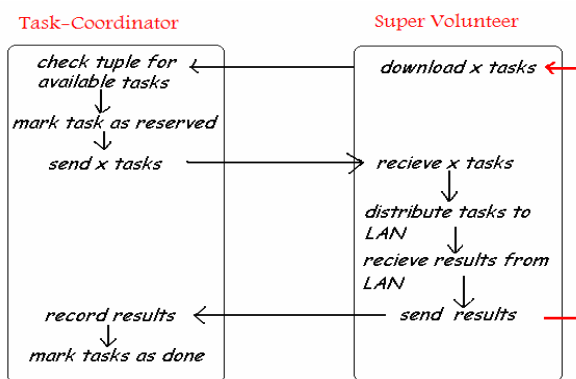 Task-Coordinator
Super Volunteer
check tuple for
available tasks
download x tasks
mark task as reserved
send x tasks
recieve x tasks
distribute tasks to
LAN
recieve results from
LAN
record results
send results
mark tasks as done